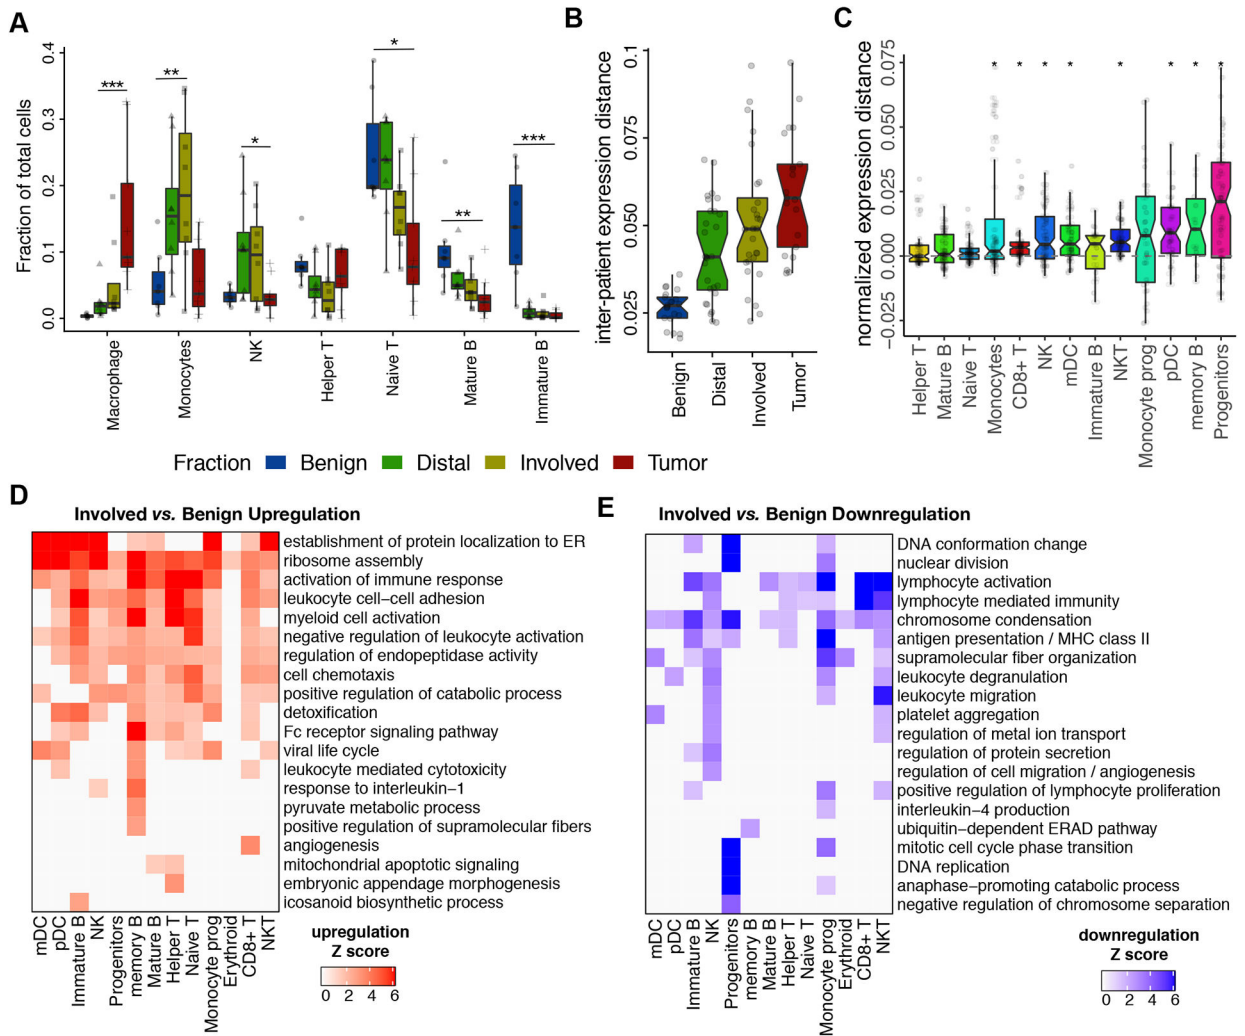 A
Fraction of total cells
0.4
0.3
0.2
0.1
0.0
***
**
*
*
**
***
Macrophage
Monocytes
NK
Helper T
Naive T
Mature B
Immature B
B
inter-patient expression distance
0.1
0.075
0.050
0.025
Benign
Distal
Involved
Tumor
C
normalized expression distance
0.075
0.050
0.025
0.000
−0.025
* * * * * * * *
Helper T
Mature B
Naive T
Monocytes
CD8+ T
NK
mDC
Immature B
NKT
Monocyte prog
pDC
memory B
Progenitors
Fraction Benign Distal Involved Tumor
D
Involved vs. Benign Upregulation
establishment of protein localization to ER
ribosome assembly
activation of immune response
leukocyte cell−cell adhesion
myeloid cell activation
negative regulation of leukocyte activation
regulation of endopeptidase activity
cell chemotaxis
positive regulation of catabolic process
detoxification
Fc receptor signaling pathway
viral life cycle
leukocyte mediated cytotoxicity
response to interleukin−1
pyruvate metabolic process
positive regulation of supramolecular fibers
angiogenesis
mitochondrial apoptotic signaling
embryonic appendage morphogenesis
icosanoid biosynthetic process
mDC
pDC
Immature B
NK
Progenitors
memory B
Mature B
Helper T
Naive T
Monocyte prog
Erythroid
CD8+ T
NKT
upregulation
Z score
0 2 4 6
E
Involved vs. Benign Downregulation
DNA conformation change
nuclear division
lymphocyte activation
lymphocyte mediated immunity
chromosome condensation
antigen presentation / MHC class II
supramolecular fiber organization
leukocyte degranulation
leukocyte migration
platelet aggregation
regulation of metal ion transport
regulation of protein secretion
regulation of cell migration / angiogenesis
positive regulation of lymphocyte proliferation
interleukin−4 production
ubiquitin−dependent ERAD pathway
mitotic cell cycle phase transition
DNA replication
anaphase−promoting catabolic process
negative regulation of chromosome separation
mDC
pDC
Immature B
NK
Progenitors
memory B
Mature B
Helper T
Naive T
Monocyte prog
Erythroid
CD8+ T
NKT
downregulation
Z score
0 2 4 6